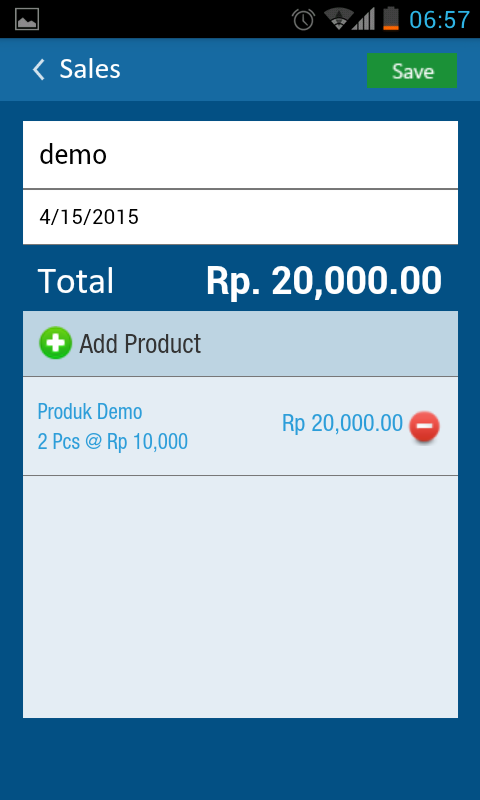 06:57
Sales
Save
demo
4/15/2015
Total Rp. 20,000.00
Add Product
Produk Demo
Rp 20,000.00
2 Pcs @ Rp 10,000